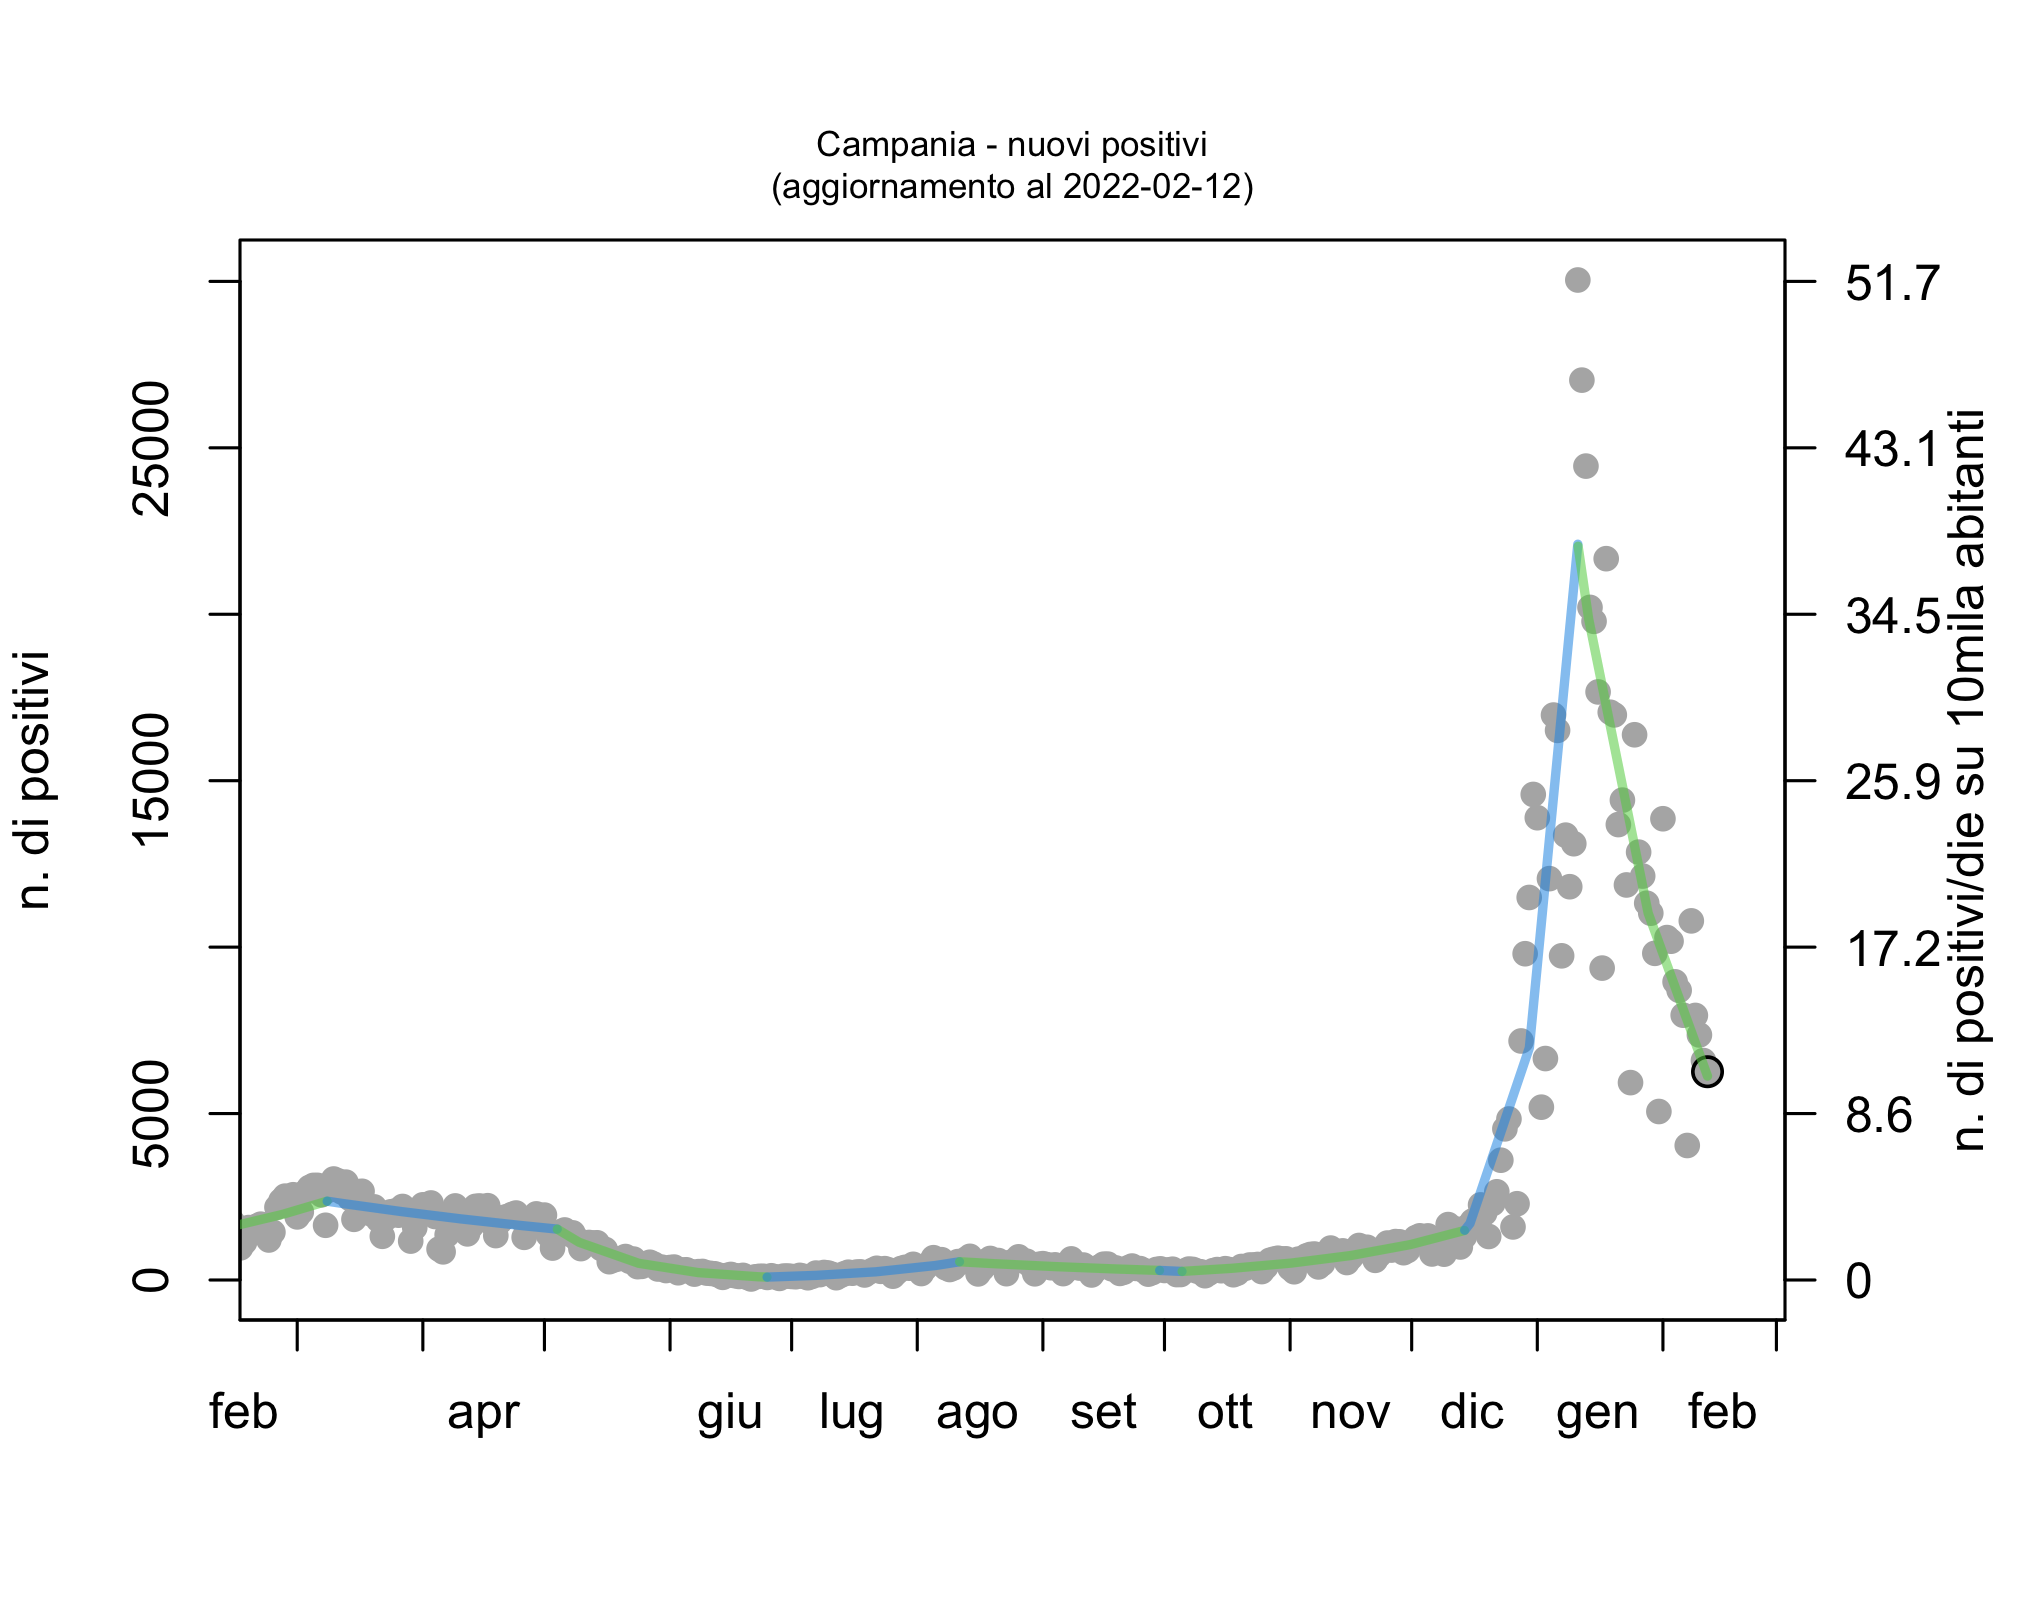 Campania - nuovi positivi
(aggiornamento al 2022-02-12)
n. di positivi
25000
15000
5000
0
51.7
43.1
34.5
25.9
17.2
8.6
0
n. di positivi/die su 10mila abitanti
feb apr giu lug ago set ott nov dic gen feb